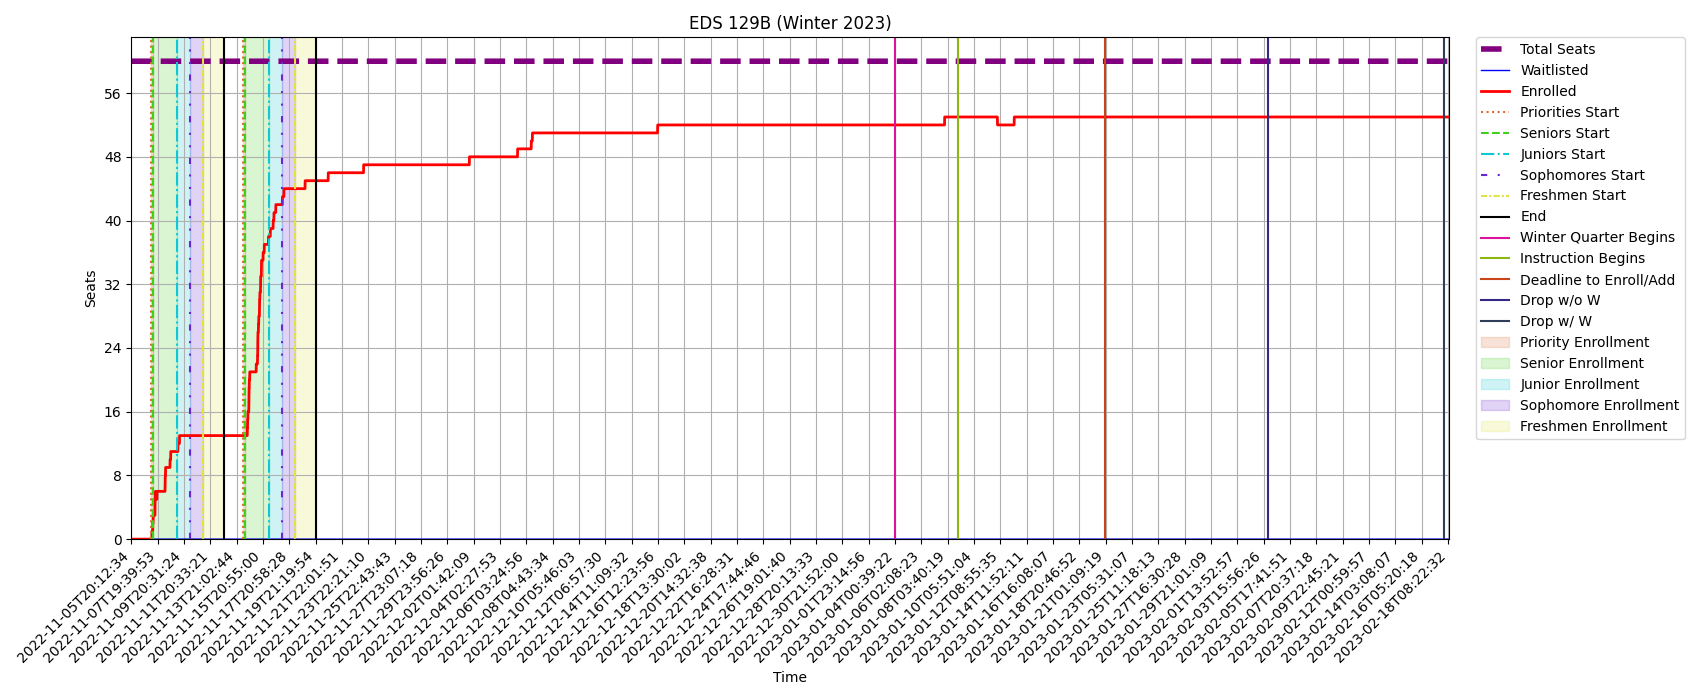 EDS 129B (Winter 2023)
Seats
56
48
40
32
24
16
8
0
2022-11-05T20:12:34
2022-11-07T19:39:53
2022-11-09T20:31:24
2022-11-11T20:33:21
2022-11-13T21:02:44
2022-11-15T20:55:00
2022-11-17T20:58:28
2022-11-19T21:19:54
2022-11-21T22:01:51
2022-11-23T22:21:10
2022-11-25T22:43:43
2022-11-27T23:07:18
2022-11-29T23:56:26
2022-12-02T01:42:09
2022-12-04T02:27:53
2022-12-06T03:24:56
2022-12-08T04:43:34
2022-12-10T05:46:03
2022-12-12T06:57:30
2022-12-14T11:09:32
2022-12-16T12:23:56
2022-12-18T13:30:02
2022-12-20T14:32:38
2022-12-22T16:28:31
2022-12-24T17:44:46
2022-12-26T19:01:40
2022-12-28T20:13:33
2022-12-30T21:52:00
2023-01-01T23:14:56
2023-01-04T00:39:22
2023-01-06T02:08:23
2023-01-08T03:40:19
2023-01-10T05:51:04
2023-01-12T08:55:35
2023-01-14T11:52:11
2023-01-16T16:08:07
2023-01-18T20:46:52
2023-01-21T01:09:19
2023-01-23T05:31:07
2023-01-25T11:18:13
2023-01-27T16:30:28
2023-01-29T21:01:09
2023-02-01T13:52:57
2023-02-03T15:56:26
2023-02-05T17:41:51
2023-02-07T20:37:18
2023-02-09T22:45:21
2023-02-12T00:59:57
2023-02-14T03:08:07
2023-02-16T05:20:18
2023-02-18T08:22:32
Time
Total Seats
Waitlisted
Enrolled
Priorities Start
Seniors Start
Juniors Start
Sophomores Start
Freshmen Start
End
Winter Quarter Begins
Instruction Begins
Deadline to Enroll/Add
Drop w/o W
Drop w/ W
Priority Enrollment
Senior Enrollment
Junior Enrollment
Sophomore Enrollment
Freshmen Enrollment